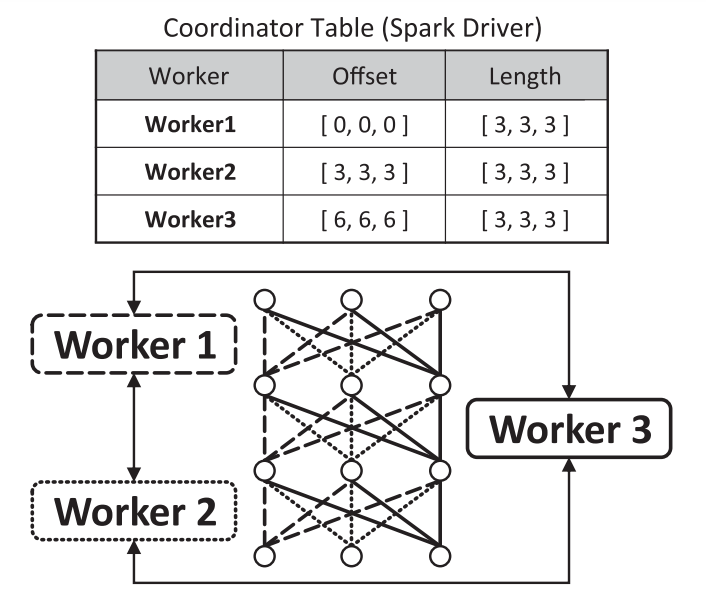 Coordinator Table (Spark Driver)
Worker Offset Length
Worker1 [ 0, 0, 0 ] [ 3, 3, 3 ]
Worker2 [ 3, 3, 3 ] [ 3, 3, 3 ]
Worker3 [ 6, 6, 6 ] [ 3, 3, 3 ]
Worker 1
Worker 3
Worker 2